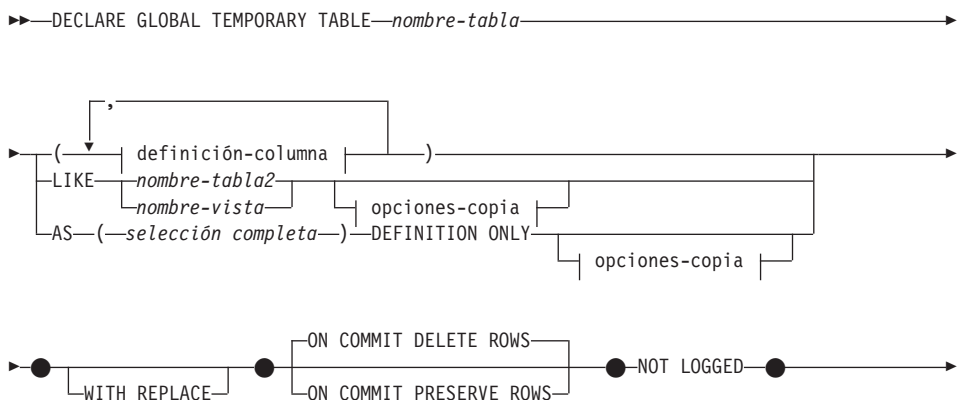 DECLARE GLOBAL TEMPORARY TABLE nombre-tabla
,
( definición-columna )
LIKE nombre-tabla2
nombre-vista opciones-copia
AS ( selección completa ) DEFINITION ONLY
opciones-copia
ON COMMIT DELETE ROWS
NOT LOGGED
WITH REPLACE ON COMMIT PRESERVE ROWS